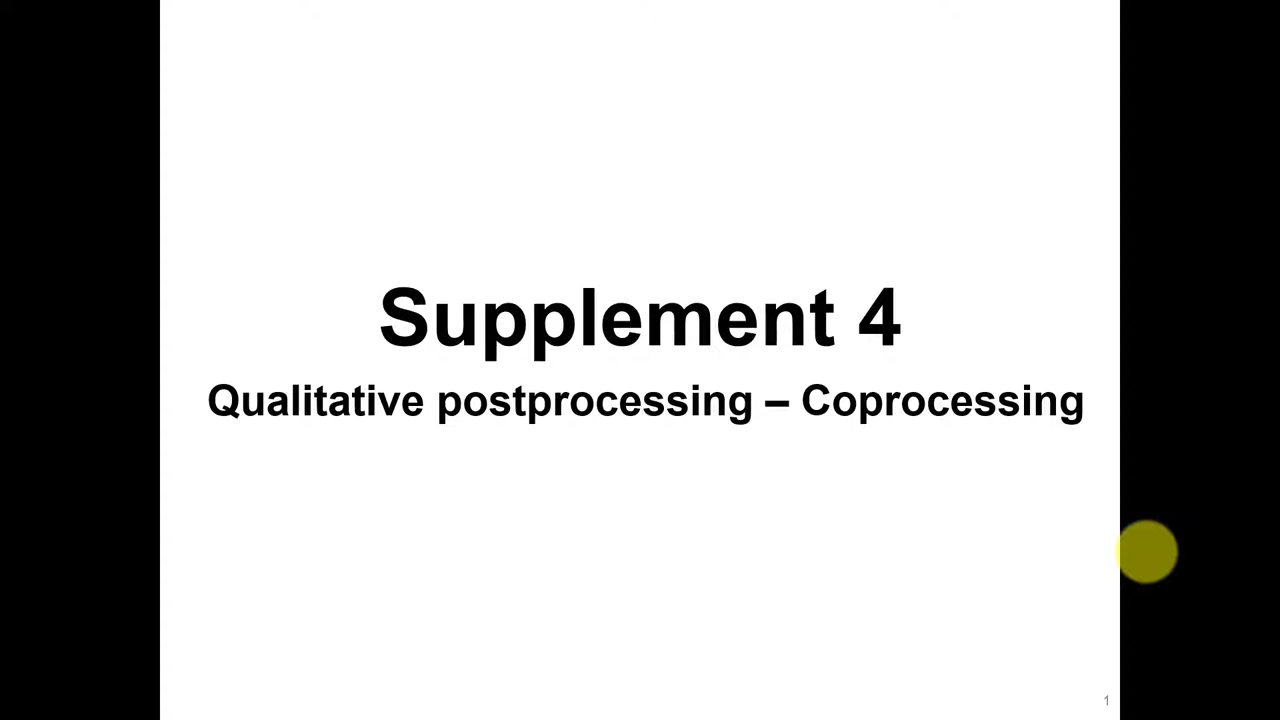 Supplement 4
Qualitative postprocessing – Coprocessing
1